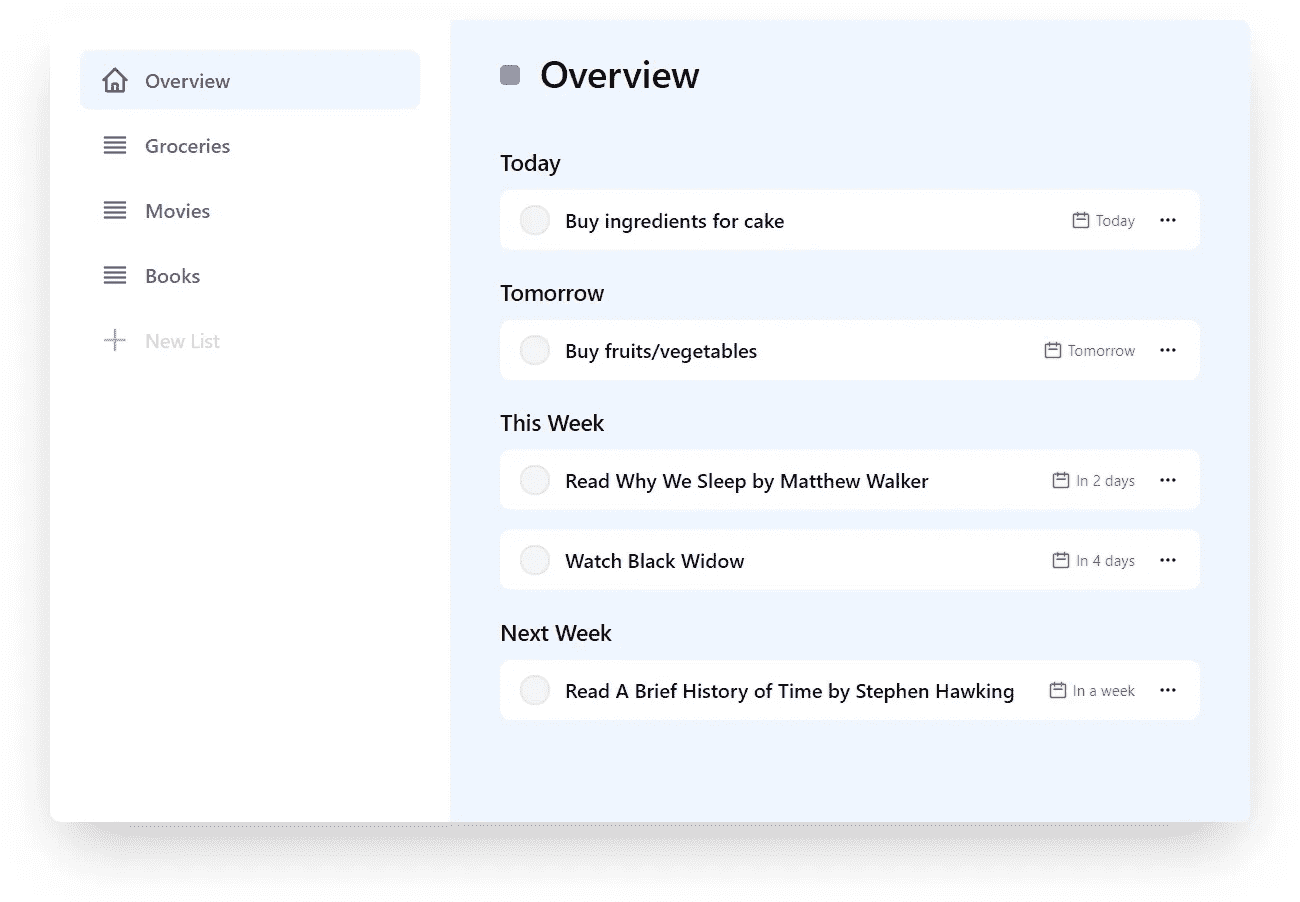 Overview
Groceries
Movies
Books
New List
Overview
Today
Buy ingredients for cake Today
Tomorrow
Buy fruits/vegetables Tomorrow
This Week
Read Why We Sleep by Matthew Walker In 2 days
Watch Black Widow In 4 days
Next Week
Read A Brief History of Time by Stephen Hawking In a week